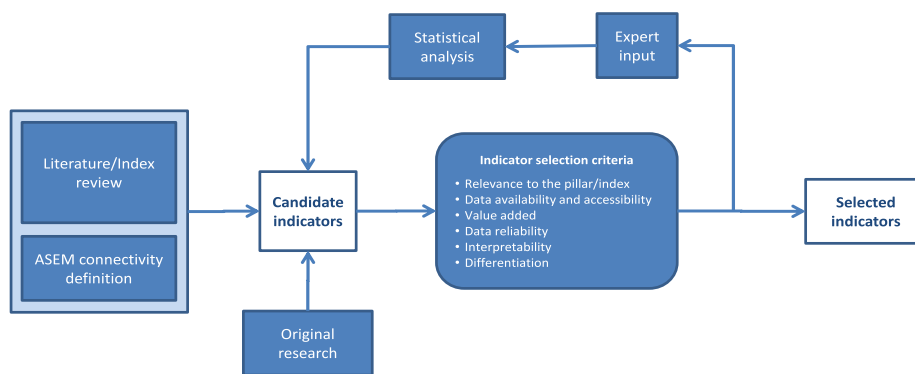 Statistical
analysis
Expert
input
Literature/Index
review
ASEM connectivity
definition
Candidate
indicators
Original
research
Indicator selection criteria
• Relevance to the pillar/index
• Data availability and accessibility
• Value added
• Data reliability
• Interpretability
• Differentiation
Selected
indicators